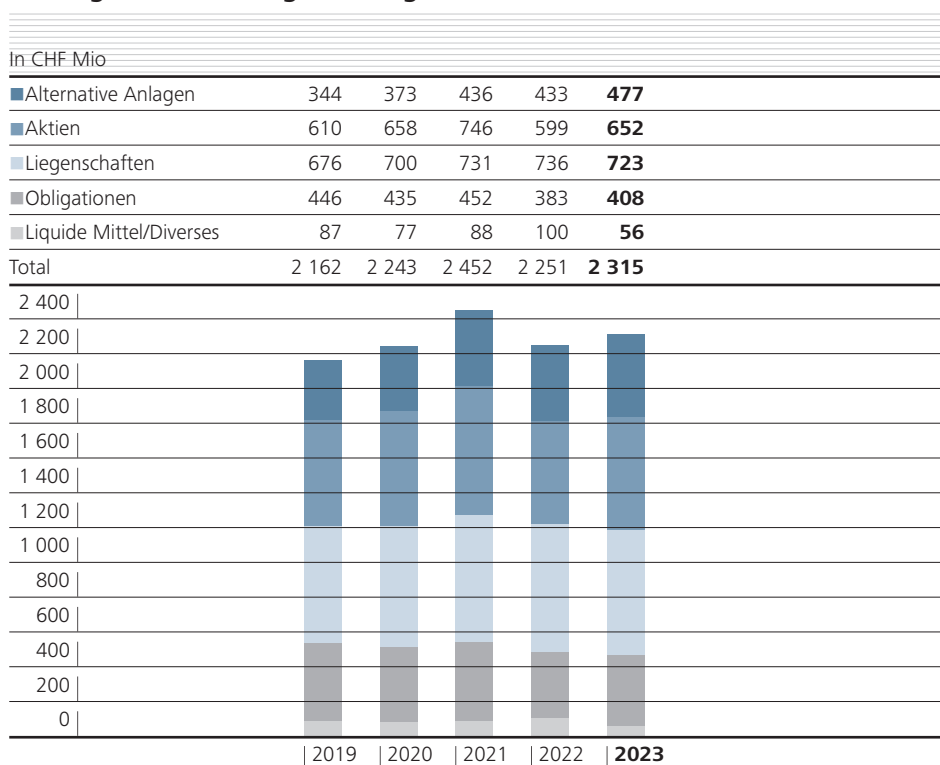 In CHF Mio
Alternative Anlagen 344 373 436 433 477
Aktien 610 658 746 599 652
Liegenschaften 676 700 731 736 723
Obligationen 446 435 452 383 408
Liquide Mittel/Diverses 87 77 88 100 56
Total 2 162 2 243 2 452 2 251 2 315
2 400
2 200
2 000
1 800
1 600
1 400
1 200
1 000
800
600
400
200
0
2019 2020 2021 2022 2023